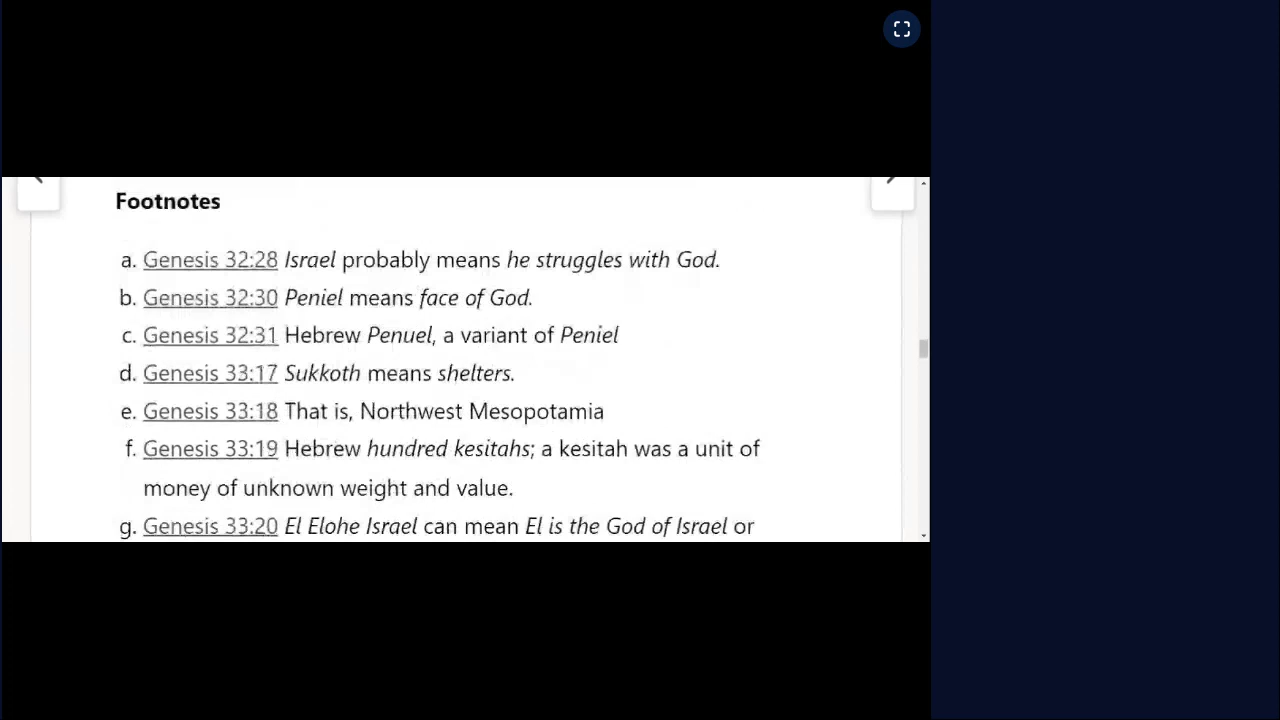 Footnotes
a. Genesis 32:28 Israel probably means he struggles with God.
b. Genesis 32:30 Peniel means face of God.
c. Genesis 32:31 Hebrew Penuel, a variant of Peniel
d. Genesis 33:17 Sukkoth means shelters.
e. Genesis 33:18 That is, Northwest Mesopotamia
f. Genesis 33:19 Hebrew hundred kesitahs; a kesitah was a unit of
money of unknown weight and value.
g. Genesis 33:20 El Elohe Israel can mean El is the God of Israel or